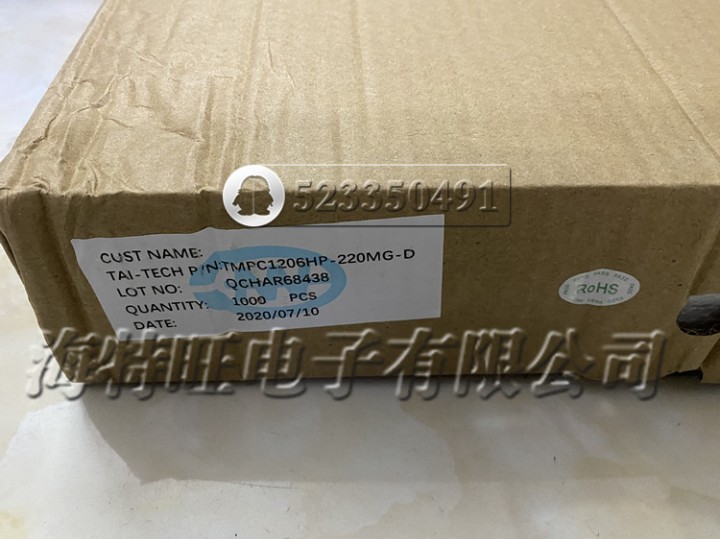 523350491
CUST NAME:
TAI-TECH P/N:TMPC1206HP-220MG-D
LOT NO: QCHAR68438
QUANTITY: 1000 PCS
DATE: 2020/07/10
RoHS
海特旺电子有限公司